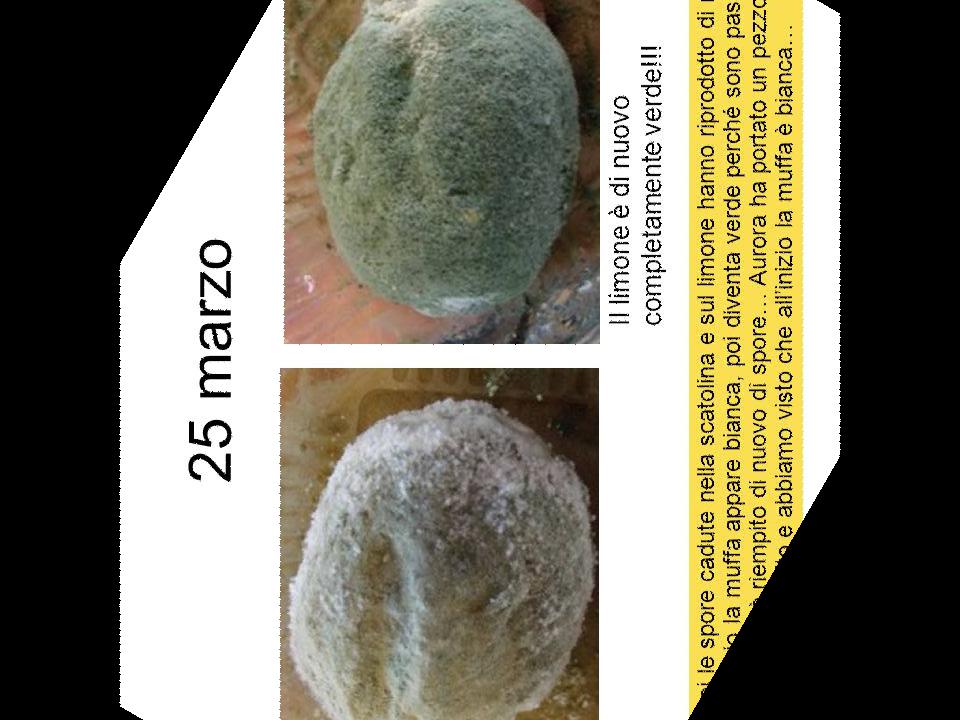 25 marzo
Il limone è di nuovo
completamente verde!!!
le spore cadute nella scatolina e sul limone hanno riprodotto di
la muffa appare bianca, poi diventa verde perché sono
riempito di nuovo di spore… Aurora ha portato un pezzo
e abbiamo visto che all'inizio la muffa è bianca…